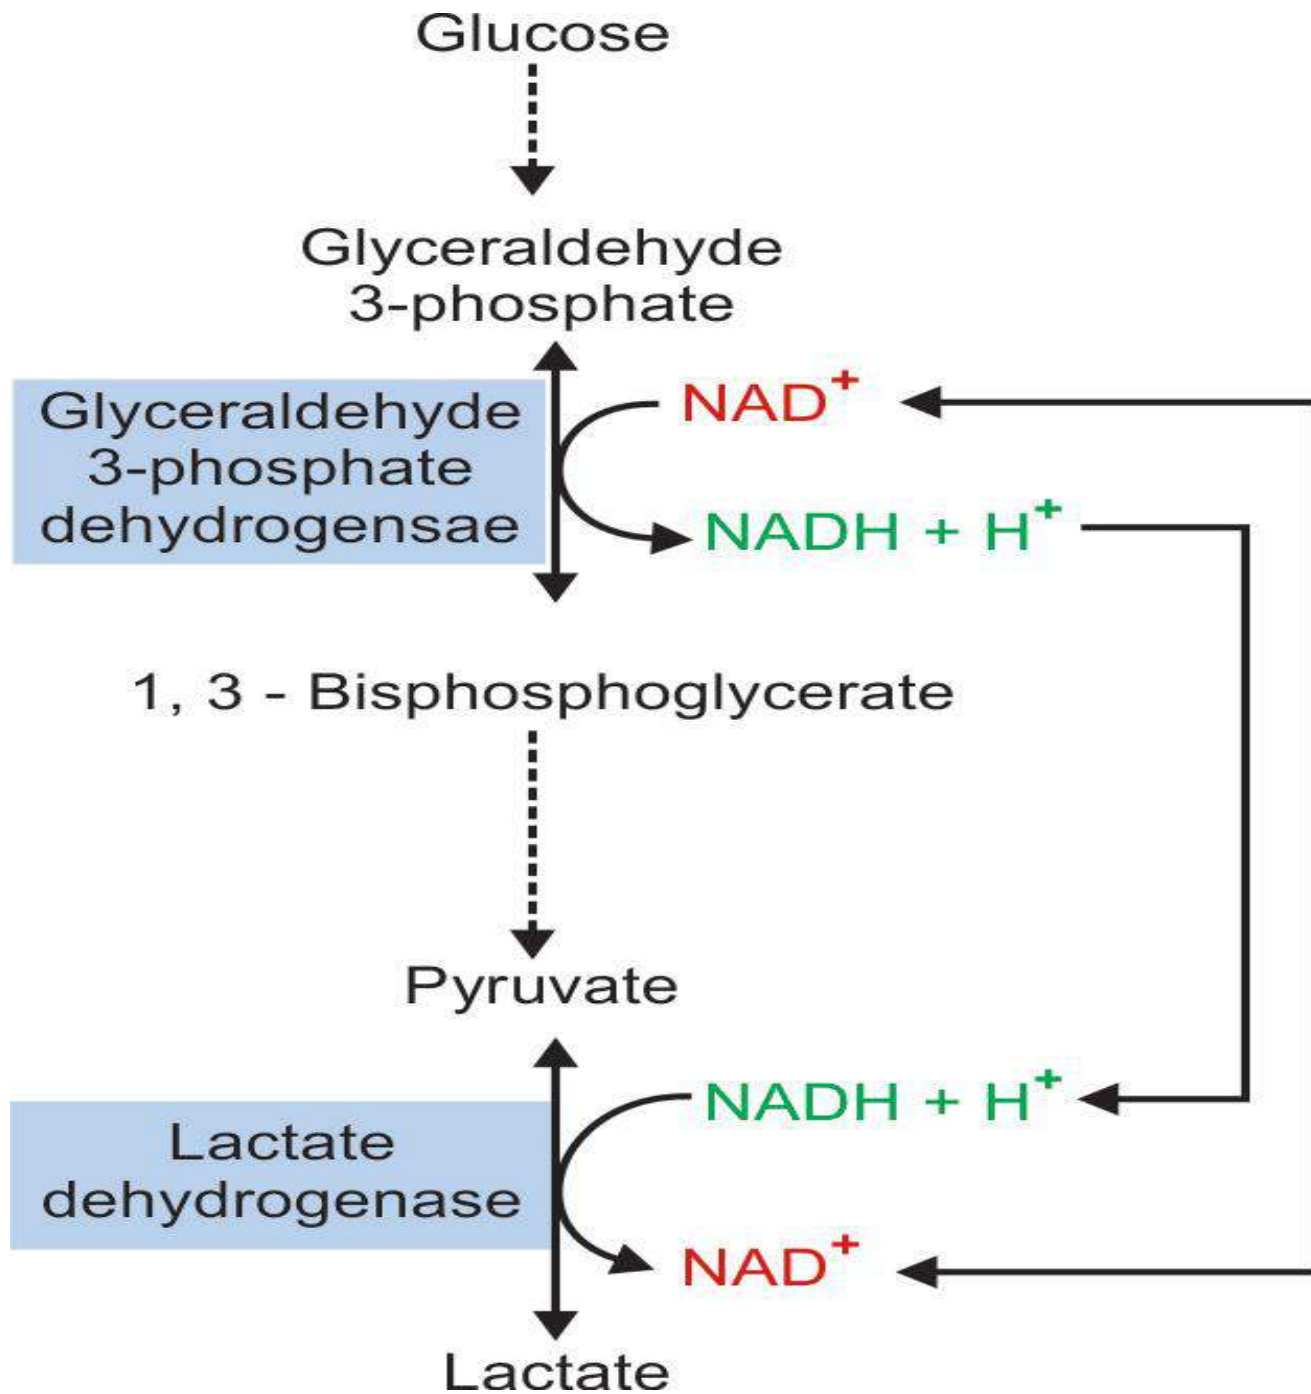 Glucose
Glyceraldehyde
3-phosphate
Glyceraldehyde
3-phosphate
dehydrogensae
NAD⁺
NADH + H⁺
1, 3 - Bisphosphoglycerate
Pyruvate
Lactate
dehydrogenase
NADH + H⁺
NAD⁺
Lactate